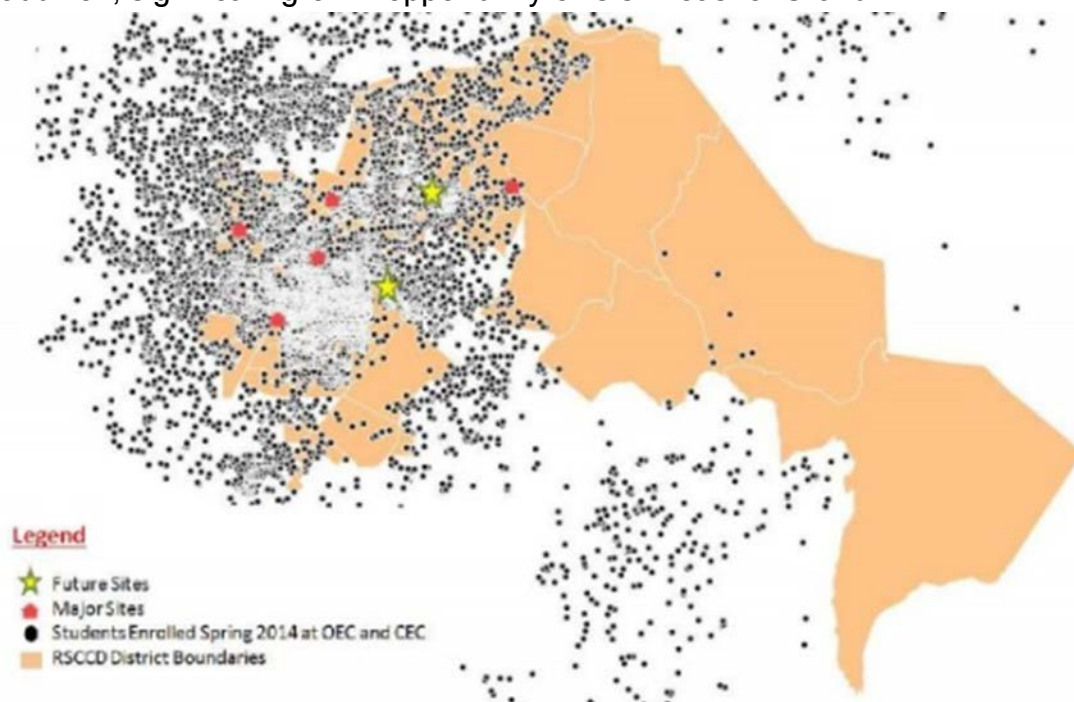 Legend
Future Sites
Major Sites
Students Enrolled Spring 2014 at OEC and CEC
RSCCD District Boundaries